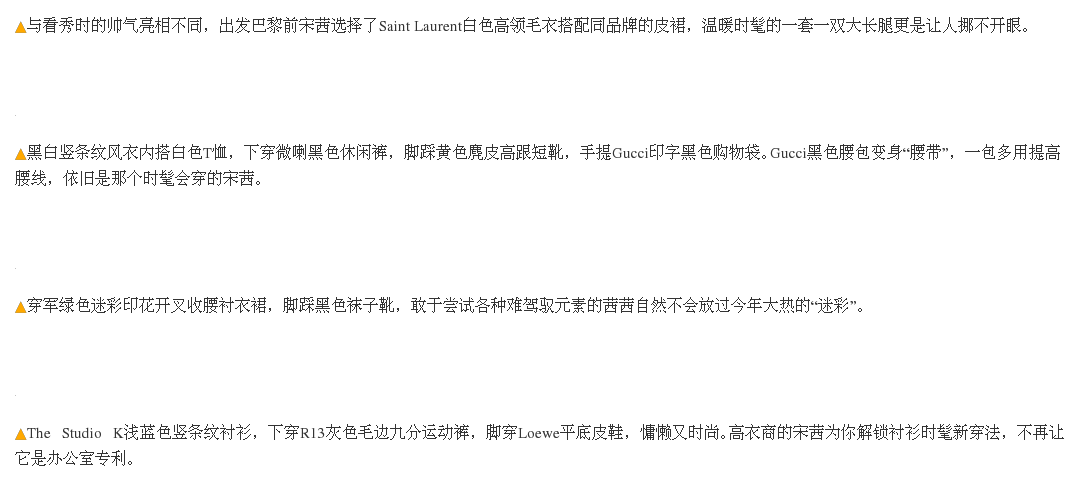 ▲与看秀时的帅气亮相不同，出发巴黎前宋茜选择了Saint Laurent白色高领毛衣搭配同品牌的皮裙，温暖时髦的一套一双大长腿更是让人挪不开眼。
▲黑白竖条纹风衣内搭白色T恤，下穿微喇黑色休闲裤，脚踩黄色麂皮高跟短靴，手提Gucci印字黑色购物袋。Gucci黑色腰包变身“腰带”，一包多用提高
腰线，依旧是那个时髦会穿的宋茜。
▲穿军绿色迷彩印花开叉收腰衬衣裙，脚踩黑色袜子靴，敢于尝试各种难驾驭元素的茜茜自然不会放过今年大热的“迷彩”。
▲The Studio K浅蓝色竖条纹衬衫，下穿R13灰色毛边九分运动裤，脚穿Loewe平底皮鞋，慵懒又时尚。高衣商的宋茜为你解锁衬衫时髦新穿法，不再让
它是办公室专利。